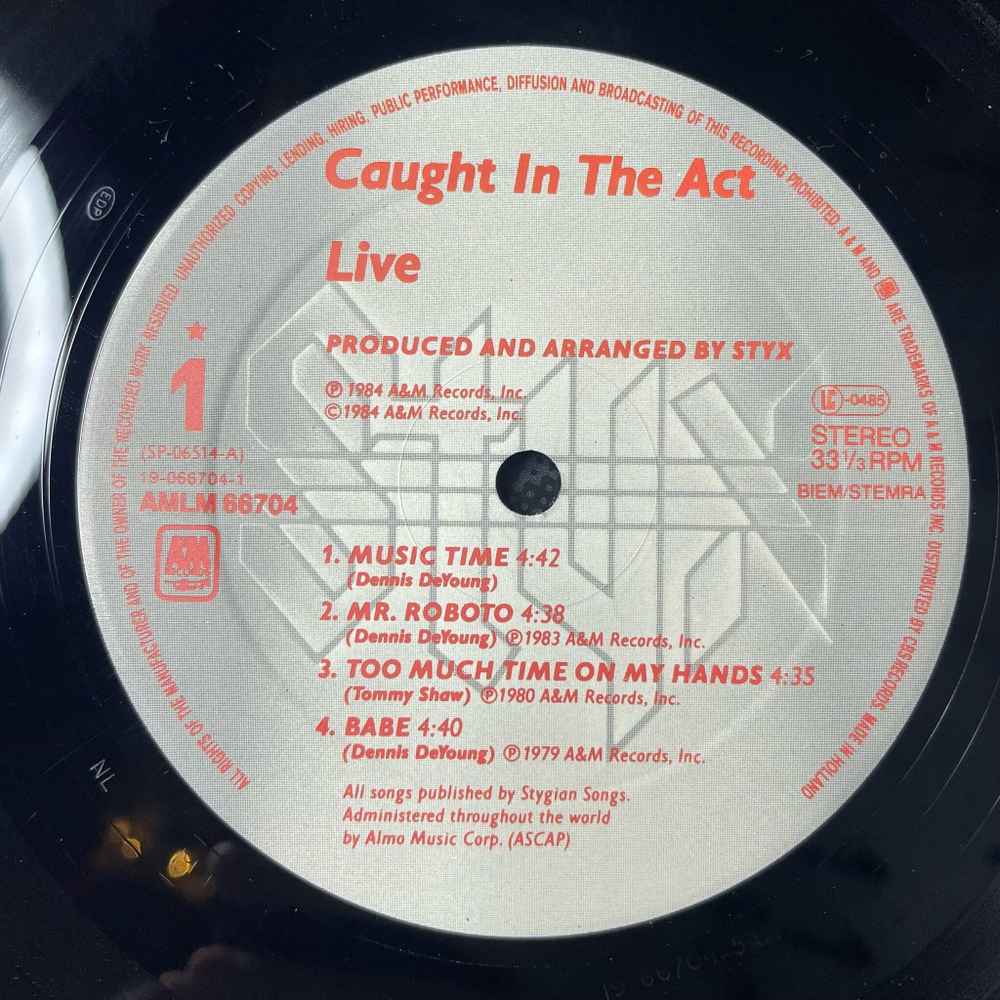 ALL RIGHTS OF THE MANUFACTURER AND OF THE OWNER OF THE RECORDED WORK RESERVED UNAUTHORIZED COPYING, LENDING, HIRING, PUBLIC PERFORMANCE, DIFFUSION AND BROADCASTING OF THIS RECORDING PROHIBITED. A & M AND ARE TRADEMARKS OF A & M RECORDS INC. DISTRIBUTED BY CBS RECORDS. MADE IN HOLLAND
Caught In The Act
Live
PRODUCED AND ARRANGED BY STYX
℗ 1984 A&M Records, Inc.
© 1984 A&M Records, Inc.
★
1
(SP-06514-A)
19-066704-1
AMLM 66704
A&M
RECORDS
LC-0485
STEREO
33 1/3 RPM
BIEM/STEMRA
STYX
1. MUSIC TIME 4:42
(Dennis DeYoung)
2. MR. ROBOTO 4:38
(Dennis DeYoung) ℗ 1983 A&M Records, Inc.
3. TOO MUCH TIME ON MY HANDS 4:35
(Tommy Shaw) ℗ 1980 A&M Records, Inc.
4. BABE 4:40
(Dennis DeYoung) ℗ 1979 A&M Records, Inc.
All songs published by Stygian Songs.
Administered throughout the world
by Almo Music Corp. (ASCAP)
EDP
NL